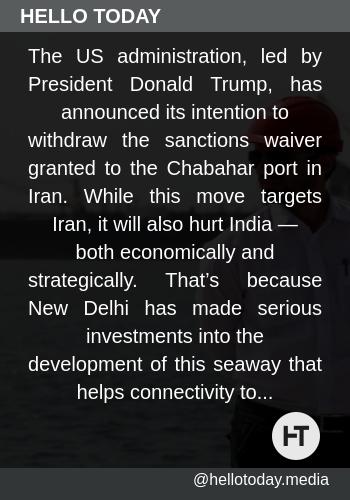 HELLO TODAY
The US administration, led by
President Donald Trump, has
announced its intention to
withdraw the sanctions waiver
granted to the Chabahar port in
Iran. While this move targets
Iran, it will also hurt India —
both economically and
strategically. That’s because
New Delhi has made serious
investments into the
development of this seaway that
helps connectivity to...
HT
@hellotoday.media